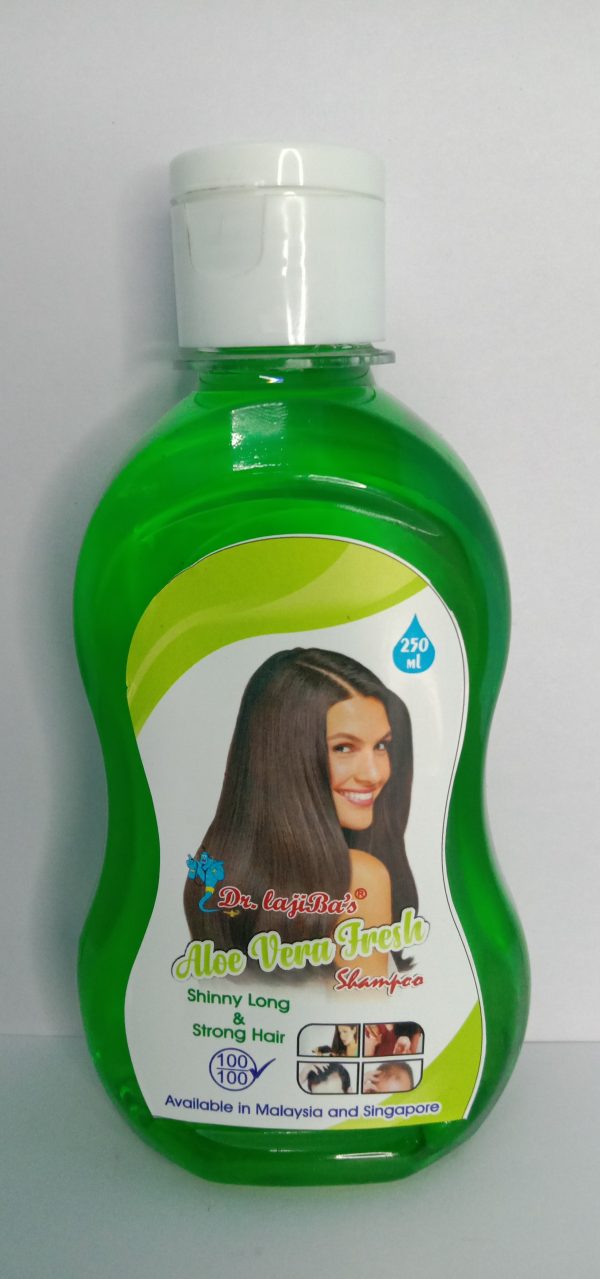 250
ml
Dr. lajiBa's®
Aloe Vera Fresh
Shampoo
Shinny Long
&
Strong Hair
100
100
Available in Malaysia and Singapore